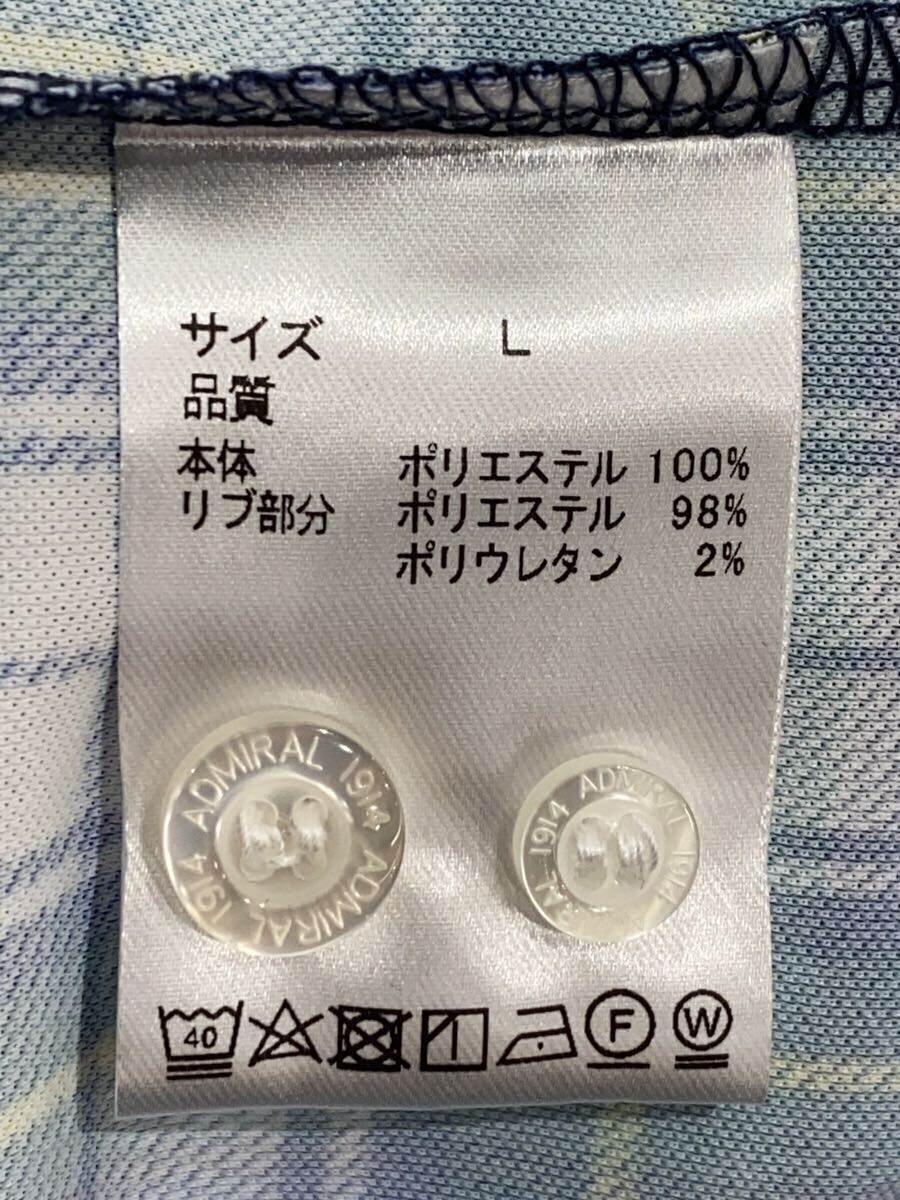 サイズ L
品質
本体 ポリエステル 100%
リブ部分 ポリエステル 98%
ポリウレタン 2%
ADMIRAL 1914 ADMIRAL 1914
ADMIRAL 1914 RAL 1914
40 F W